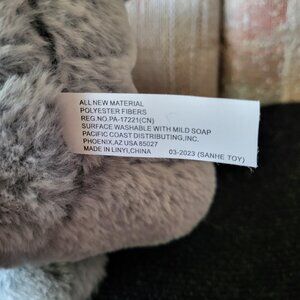 ALL NEW MATERIAL
POLYESTER FIBERS
REG.NO.PA-17221(CN)
SURFACE WASHABLE WITH MILD SOAP
PACIFIC COAST DISTRIBUTING,INC.
PHOENIX,AZ USA 85027
MADE IN LINYI,CHINA 03-2023 (SANHE TOY)